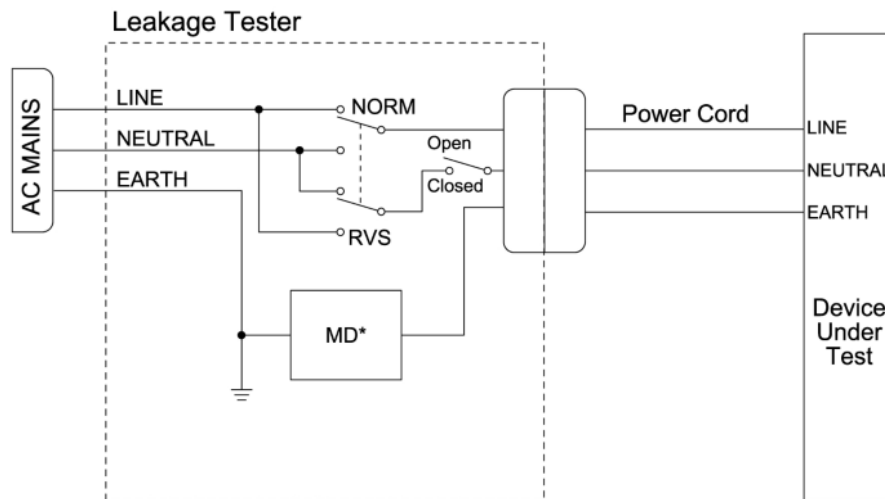 Leakage Tester
AC MAINS
LINE
NEUTRAL
EARTH
NORM
RVS
Open
Closed
MD*
Power Cord
LINE
NEUTRAL
EARTH
Device
Under
Test